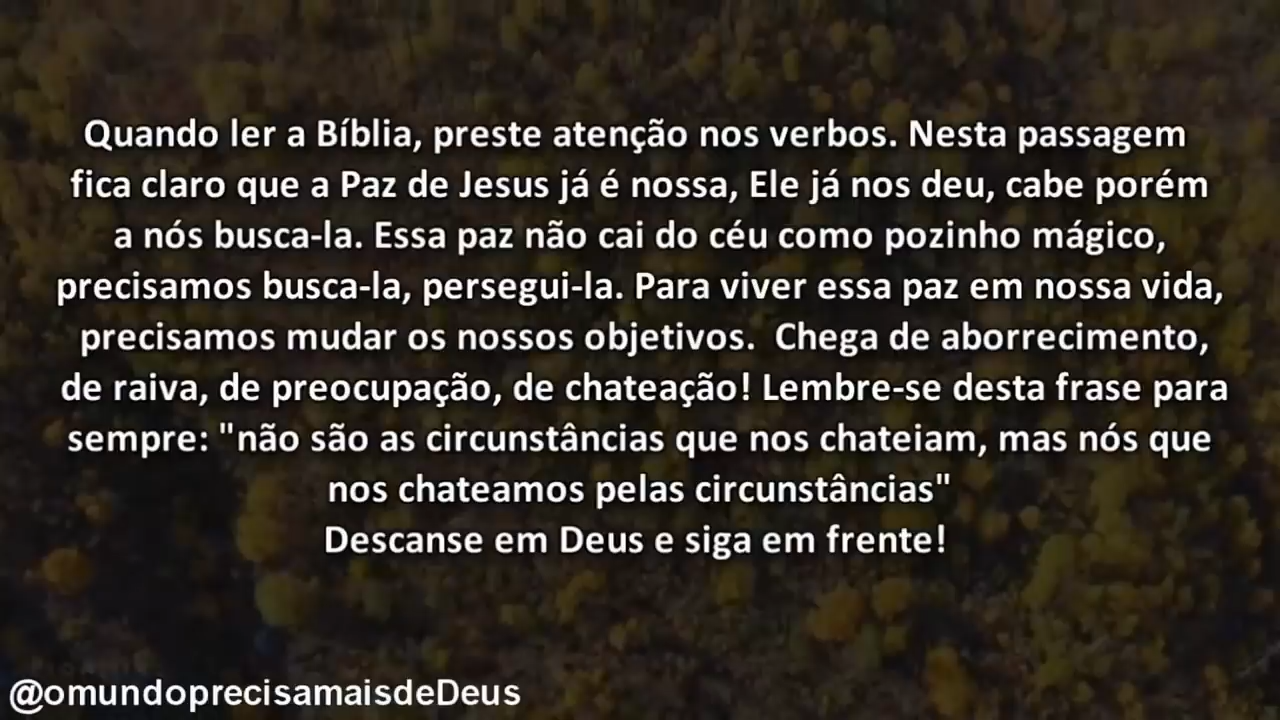 Quando ler a Bíblia, preste atenção nos verbos. Nesta passagem
fica claro que a Paz de Jesus já é nossa, Ele já nos deu, cabe porém
a nós busca-la. Essa paz não cai do céu como pozinho mágico,
precisamos busca-la, persegui-la. Para viver essa paz em nossa vida,
precisamos mudar os nossos objetivos.  Chega de aborrecimento,
de raiva, de preocupação, de chateação! Lembre-se desta frase para
sempre: "não são as circunstâncias que nos chateiam, mas nós que
nos chateamos pelas circunstâncias"
Descanse em Deus e siga em frente!
@omundoprecisamaisdeDeus